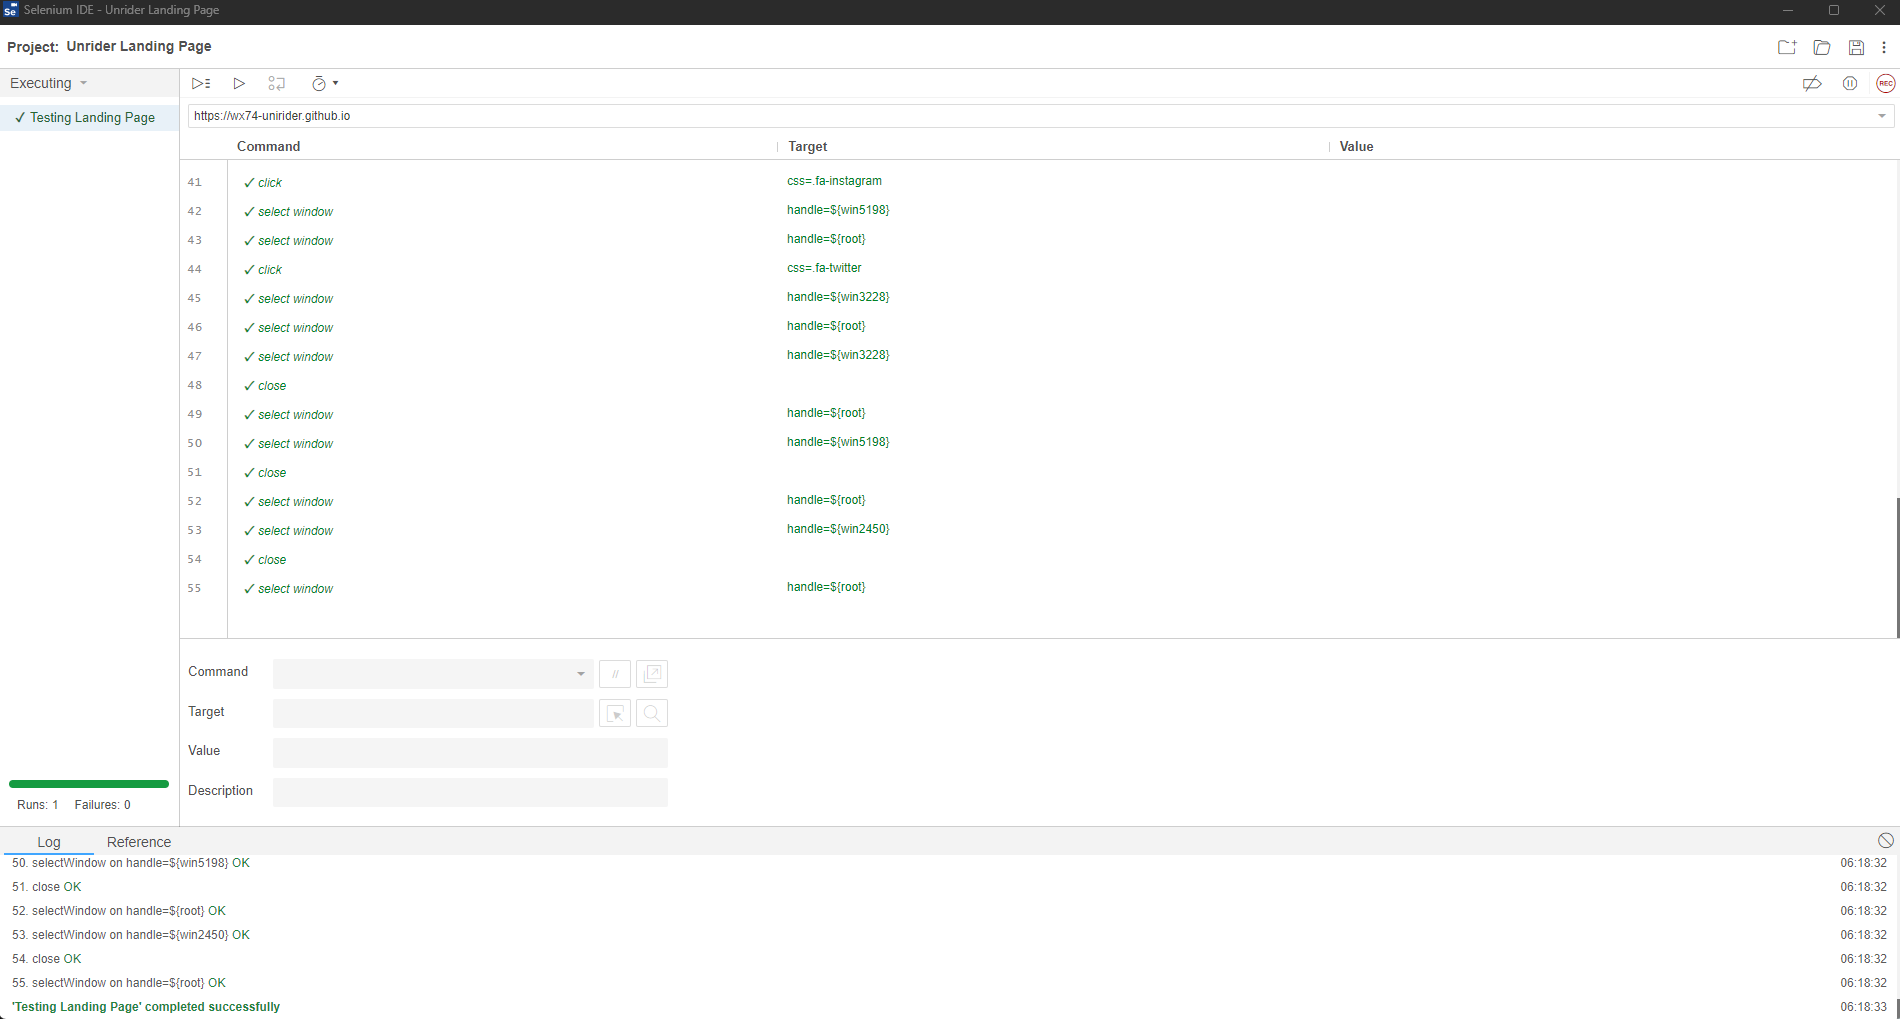 Se Selenium IDE - Unrider Landing Page
Project: Unrider Landing Page
Executing
REC
✓ Testing Landing Page
https://wx74-unirider.github.io
Command Target Value
41 ✓ click css=.fa-instagram
42 ✓ select window handle=${win5198}
43 ✓ select window handle=${root}
44 ✓ click css=.fa-twitter
45 ✓ select window handle=${win3228}
46 ✓ select window handle=${root}
47 ✓ select window handle=${win3228}
48 ✓ close
49 ✓ select window handle=${root}
50 ✓ select window handle=${win5198}
51 ✓ close
52 ✓ select window handle=${root}
53 ✓ select window handle=${win2450}
54 ✓ close
55 ✓ select window handle=${root}
Command //
Target
Value
Description
Runs: 1 Failures: 0
Log Reference
50. selectWindow on handle=${win5198} OK 06:18:32
51. close OK 06:18:32
52. selectWindow on handle=${root} OK 06:18:32
53. selectWindow on handle=${win2450} OK 06:18:32
54. close OK 06:18:32
55. selectWindow on handle=${root} OK 06:18:32
'Testing Landing Page' completed successfully 06:18:33